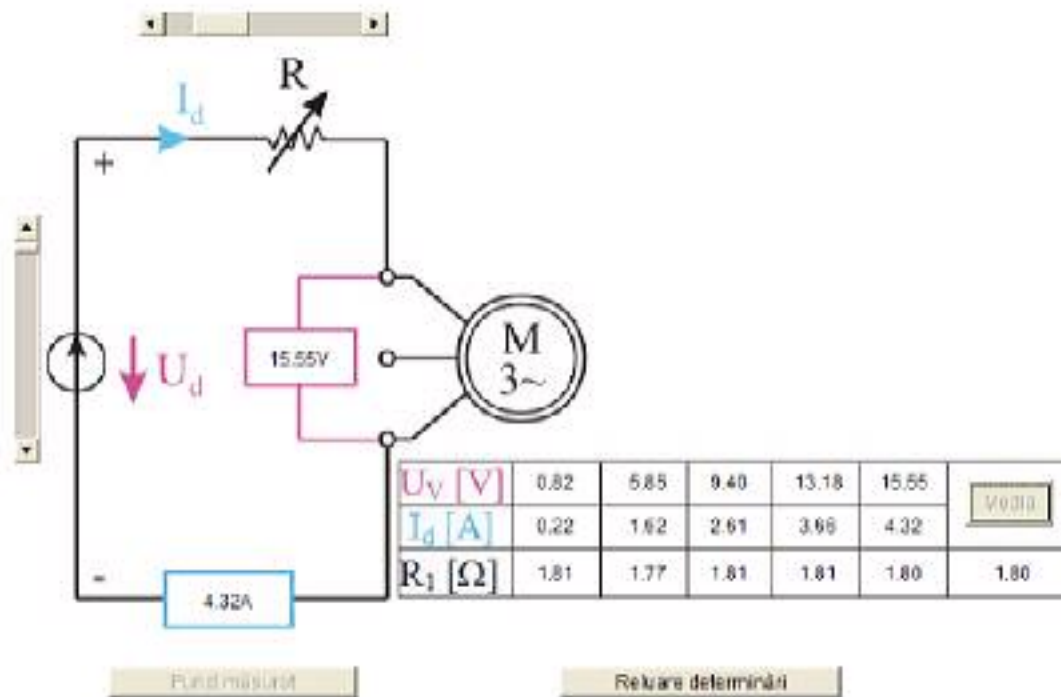 R
I_d
+
15.55V
M
3~
U_d
U_V [V] 0.82 5.85 9.40 13.18 15.55 Media
I_d [A] 0.22 1.62 2.61 3.66 4.32
R_1 [Ω] 1.81 1.77 1.81 1.81 1.80 1.80
-
4.32A
Punct măsurat Reluare determinări